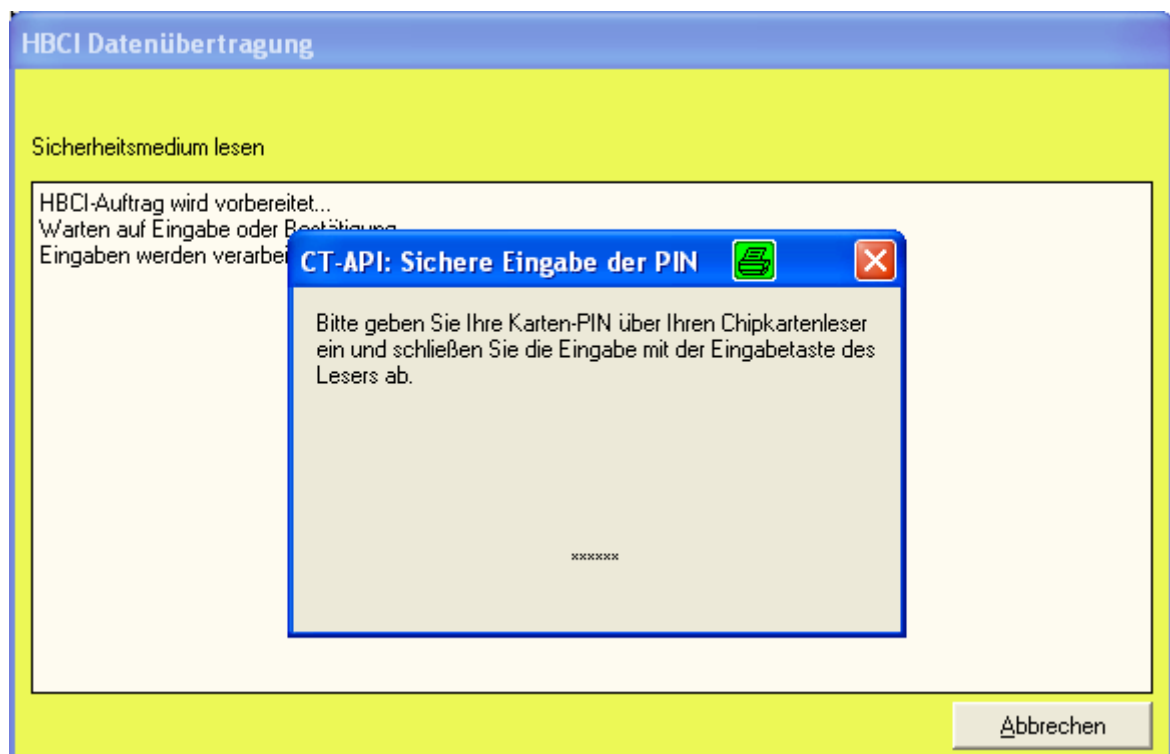 HBCI Datenübertragung
Sicherheitsmedium lesen
HBCI-Auftrag wird vorbereitet...
Warten auf Eingabe oder Bestätigung
Eingaben werden
CT-API: Sichere Eingabe der PIN
Bitte geben Sie Ihre Karten-PIN über Ihren Chipkartenleser
ein und schließen Sie die Eingabe mit der Eingabetaste des
Lesers ab.
******
Abbrechen